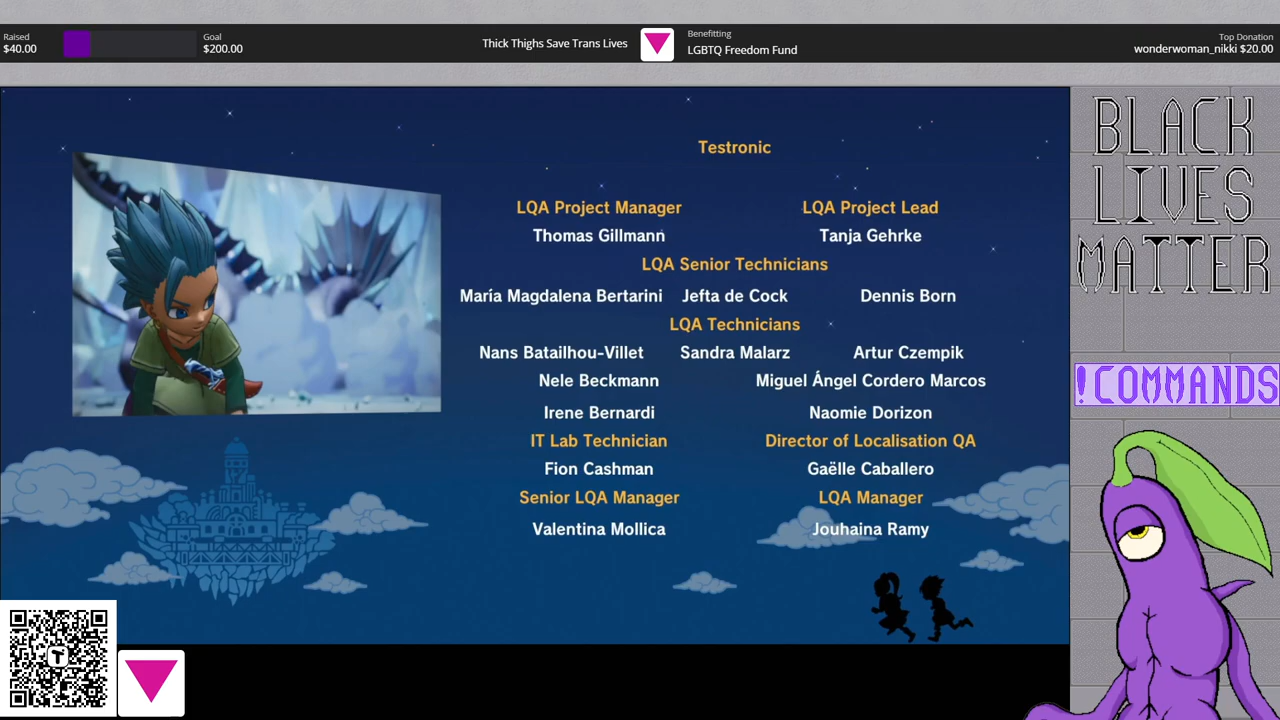 Raised
$40.00
Goal
$200.00
Thick Thighs Save Trans Lives
Benefitting
LGBTQ Freedom Fund
Top Donation
wonderwoman_nikki $20.00
Testronic
LQA Project Manager
LQA Project Lead
Thomas Gillmann
Tanja Gehrke
LQA Senior Technicians
María Magdalena Bertarini
Jefta de Cock
Dennis Born
LQA Technicians
Nans Batailhou-Villet
Sandra Malarz
Artur Czempik
Nele Beckmann
Miguel Ángel Cordero Marcos
Irene Bernardi
Naomie Dorizon
IT Lab Technician
Director of Localisation QA
Fion Cashman
Gaëlle Caballero
Senior LQA Manager
LQA Manager
Valentina Mollica
Jouhaina Ramy
BLACK
LIVES
MATTER
!COMMANDS
T